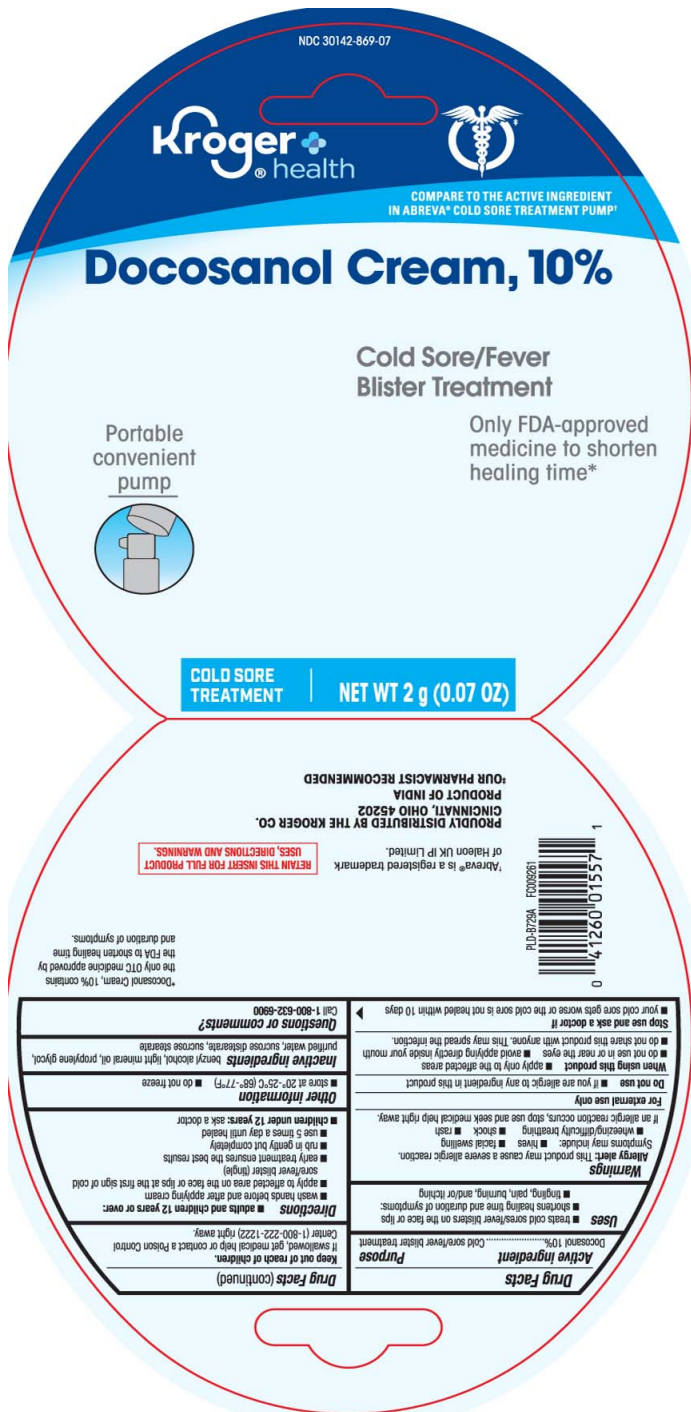 NDC 30142-869-07
Kroger®
health
‡
COMPARE TO THE ACTIVE INGREDIENT
IN ABREVA® COLD SORE TREATMENT PUMP†
Docosanol Cream, 10%
Cold Sore/Fever
Blister Treatment
Only FDA-approved
medicine to shorten
healing time*
Portable
convenient
pump
COLD SORE
TREATMENT
NET WT 2 g (0.07 OZ)
Drug Facts
Active ingredient Purpose
Docosanol 10%......................Cold sore/fever blister treatment
Uses
■ treats cold sores/fever blisters on the face or lips
■ shortens healing time and duration of symptoms:
■ tingling, pain, burning, and/or itching
Warnings
Allergy alert: This product may cause a severe allergic reaction.
Symptoms may include: ■ hives ■ facial swelling
■ wheezing/difficulty breathing ■ shock ■ rash
If an allergic reaction occurs, stop use and seek medical help right away.
For external use only
Do not use ■ if you are allergic to any ingredient in this product
When using this product ■ apply only to the affected areas
■ do not use in or near the eyes ■ avoid applying directly inside your mouth
■ do not share this product with anyone. This may spread the infection.
Stop use and ask a doctor if
■ your cold sore gets worse or the cold sore is not healed within 10 days
Drug Facts (continued)
Keep out of reach of children.
If swallowed, get medical help or contact a Poison Control
Center (1-800-222-1222) right away.
Directions ■ adults and children 12 years or over:
■ wash hands before and after applying cream
■ apply to affected area on the face or lips at the first sign of cold
sore/fever blister (tingle)
■ early treatment ensures the best results
■ rub in gently but completely
■ use 5 times a day until healed
■ children under 12 years: ask a doctor
Other information
■ store at 20°-25°C (68°-77°F) ■ do not freeze
Inactive ingredients benzyl alcohol, light mineral oil, propylene glycol,
purified water, sucrose distearate, sucrose stearate
Questions or comments?
Call 1-800-632-6900
*Docosanol Cream, 10% contains
the only OTC medicine approved by
the FDA to shorten healing time
and duration of symptoms.
PLD-B729A FC009261
0 41260 01557 1
†Abreva® is a registered trademark
of Haleon UK IP Limited.
RETAIN THIS INSERT FOR FULL PRODUCT
USES, DIRECTIONS AND WARNINGS.
PROUDLY DISTRIBUTED BY THE KROGER CO.
CINCINNATI, OHIO 45202
PRODUCT OF INDIA
‡OUR PHARMACIST RECOMMENDED